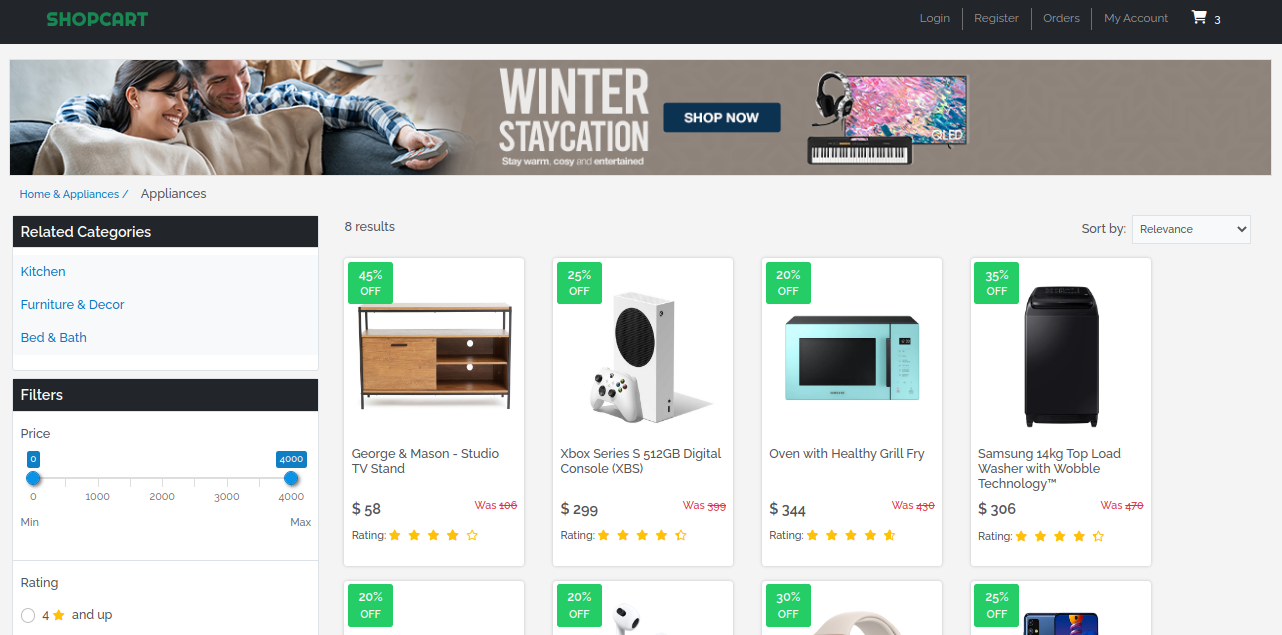 SHOPCART
Login
Register
Orders
My Account
3
WINTER
STAYCATION
Stay warm, cosy and entertained
SHOP NOW
QLED
Home & Appliances /
Appliances
Related Categories
Kitchen
Furniture & Decor
Bed & Bath
Filters
Price
0
4000
0
1000
2000
3000
4000
Min
Max
Rating
4
and up
8 results
Sort by:
Relevance
45%
OFF
George & Mason - Studio
TV Stand
$ 58
Was 106
Rating:
25%
OFF
Xbox Series S 512GB Digital
Console (XBS)
$ 299
Was 399
Rating:
20%
OFF
SAMSUNG
Oven with Healthy Grill Fry
$ 344
Was 430
Rating:
35%
OFF
Samsung 14kg Top Load
Washer with Wobble
Technology™
$ 306
Was 470
Rating:
20%
OFF
20%
OFF
30%
OFF
25%
OFF